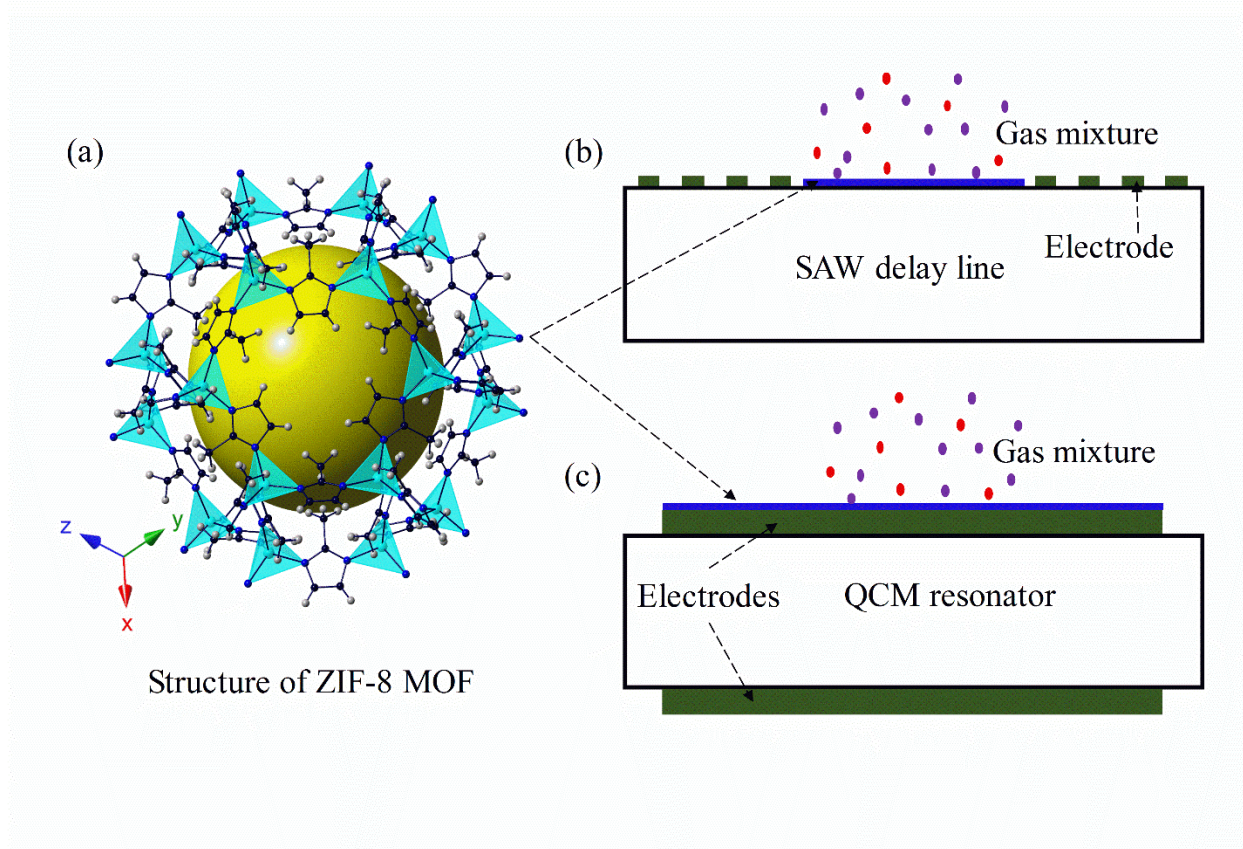 (a)
z
y
x
Structure of ZIF-8 MOF
(b)
Gas mixture
Electrode
SAW delay line
(c)
Gas mixture
Electrodes
QCM resonator